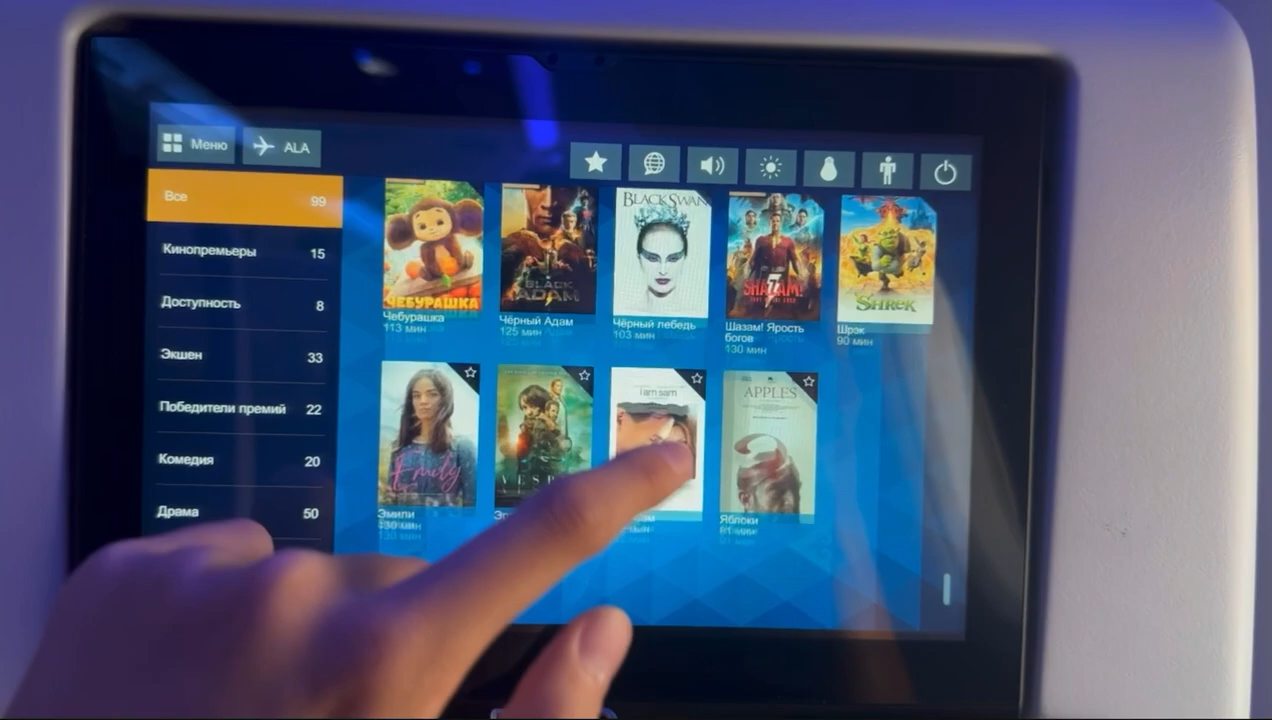 Меню
ALA
Все 99
Кинопремьеры 15
Доступность 8
Экшен 33
Победители премий 22
Комедия 20
Драма 50
ЧЕБУРАШКА
Чебурашка
113 мин
BLACK ADAM
Чёрный Адам
125 мин
BLACK SWAN
Чёрный лебедь
103 мин
SHAZAM!
Шазам! Ярость
богов
130 мин
SHREK
Шрэк
90 мин
Emily
Эмили
130 мин
i am sam
APPLES
Яблоки